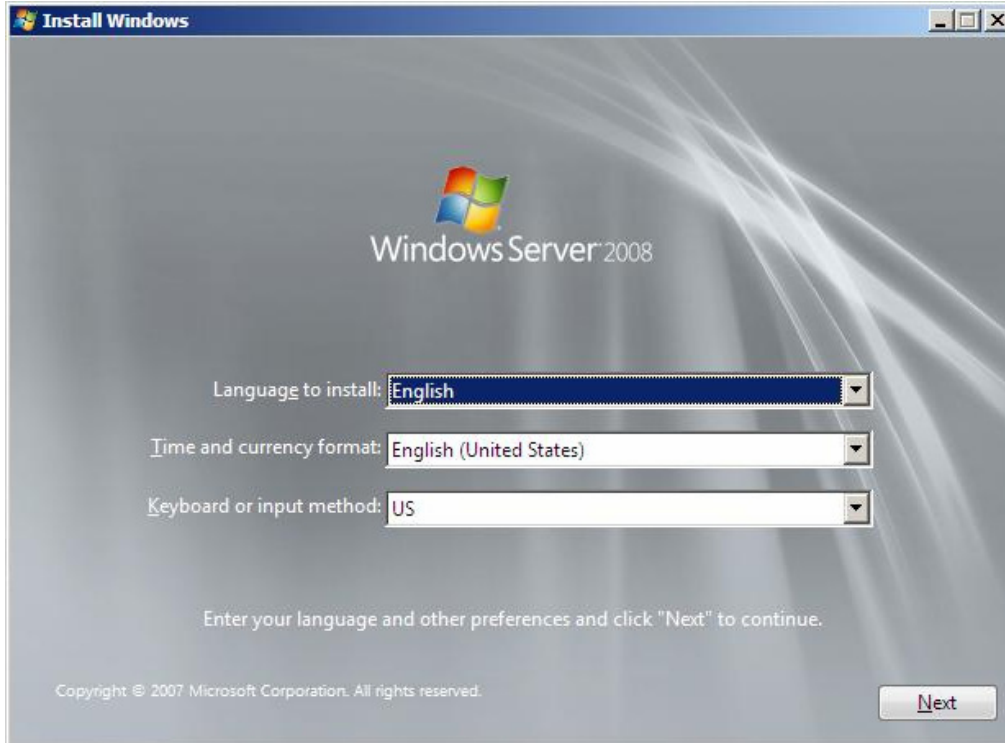 Install Windows
Windows Server 2008
Language to install: English
Time and currency format: English (United States)
Keyboard or input method: US
Enter your language and other preferences and click "Next" to continue.
Copyright © 2007 Microsoft Corporation. All rights reserved.
Next